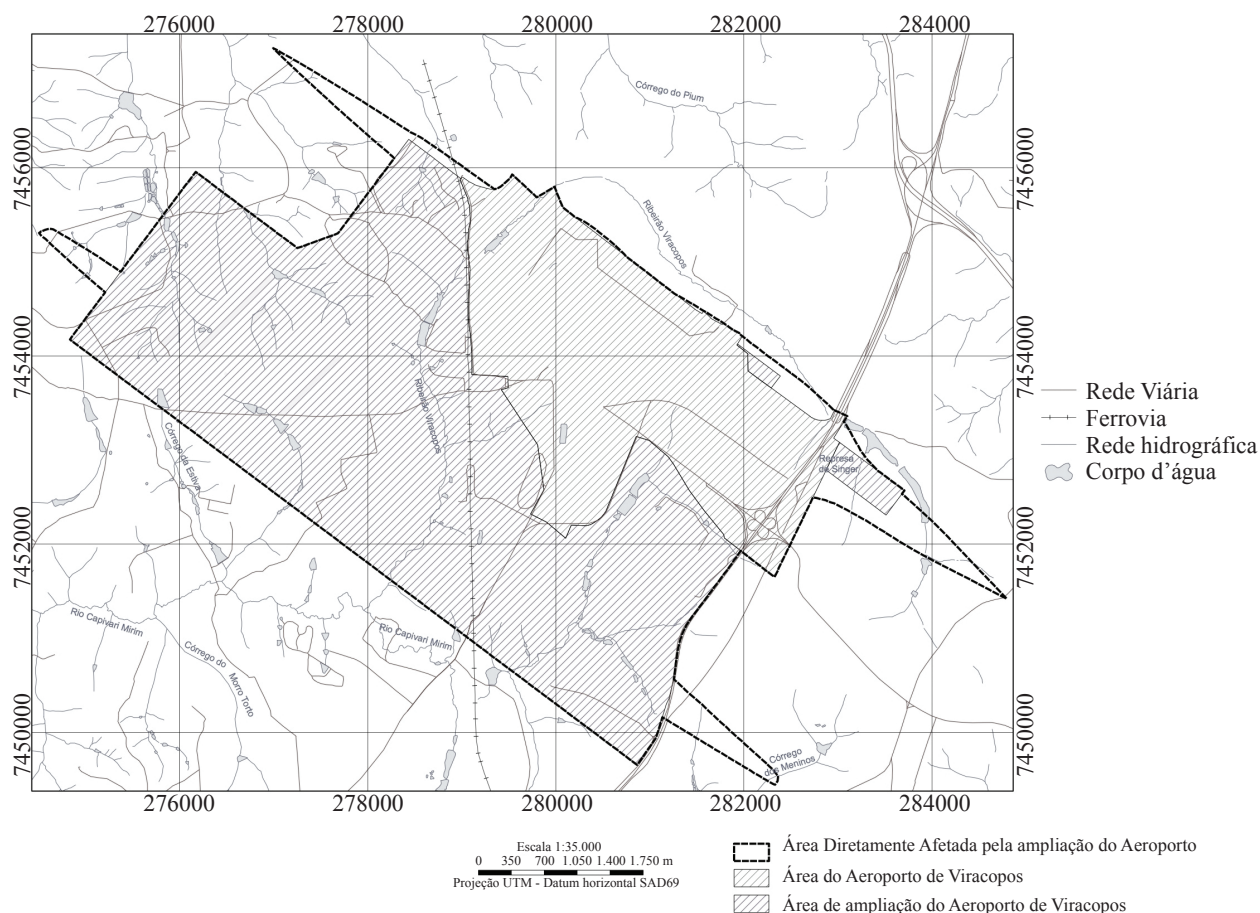 276000 278000 280000 282000 284000
Córrego do Pium
7456000
7456000
Ribeirão Viracopos
7454000
7454000
Ribeirão Viracopos
Córrego da Estiva
Represa
de Singer
7452000
7452000
Rio Capivari Mirim
Rio Capivari Mirim
Córrego do
Morro Torto
7450000
7450000
Córrego
dos Meninos
276000 278000 280000 282000 284000
Rede Viária
Ferrovia
Rede hidrográfica
Corpo d'água
Escala 1:35.000
0 350 700 1.050 1.400 1.750 m
Projeção UTM - Datum horizontal SAD69
Área Diretamente Afetada pela ampliação do Aeroporto
Área do Aeroporto de Viracopos
Área de ampliação do Aeroporto de Viracopos